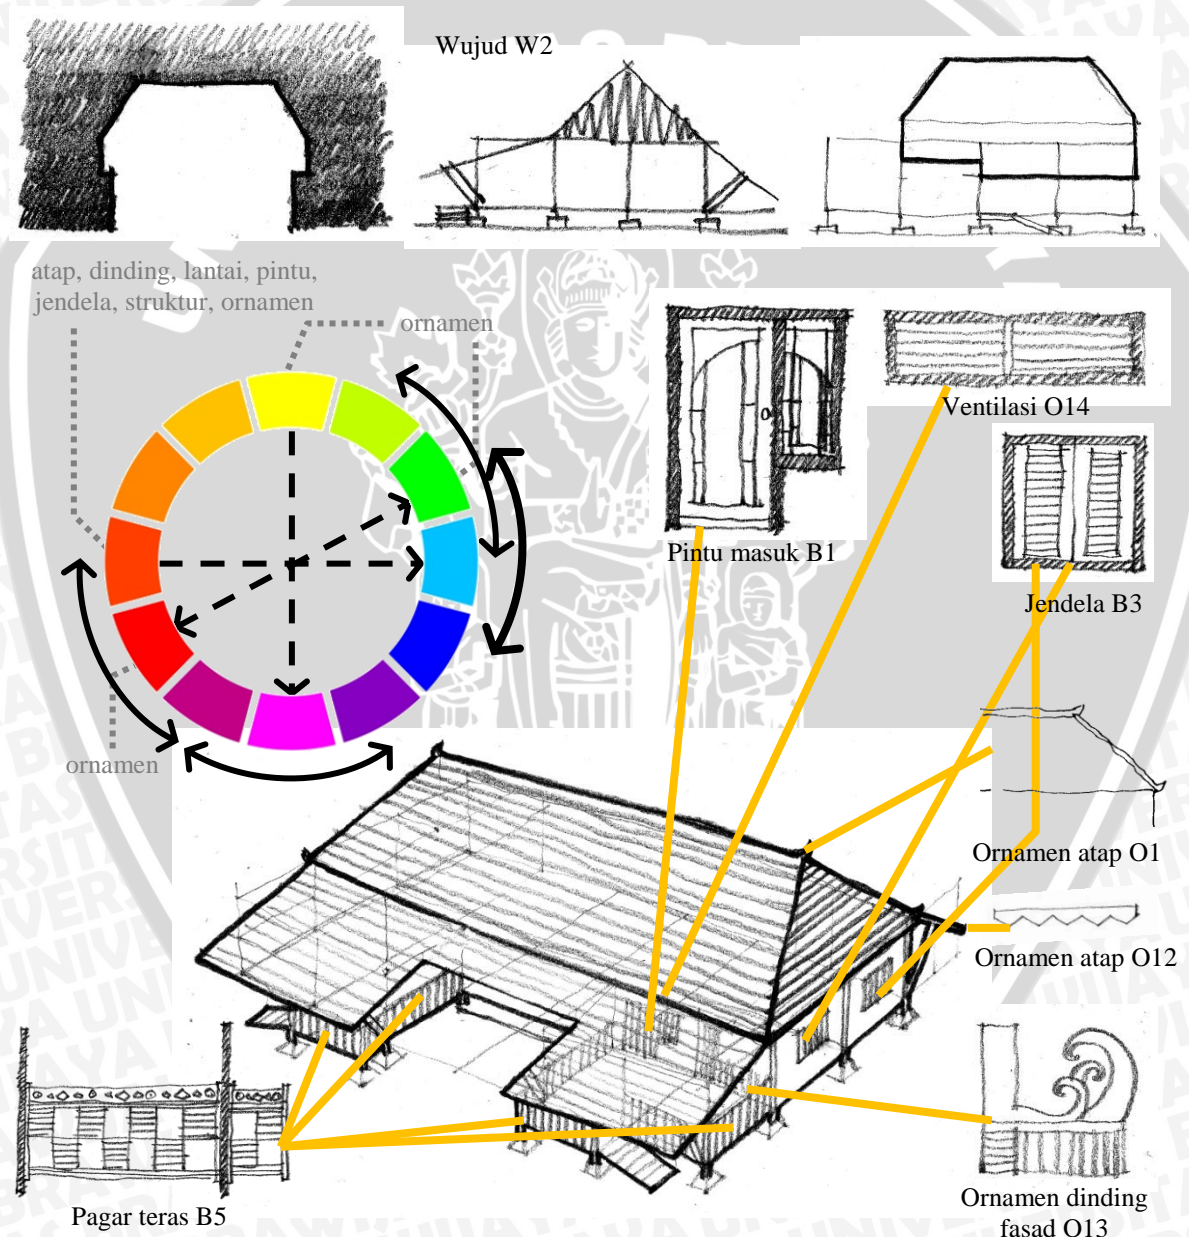 Wujud W2
atap, dinding, lantai, pintu,
jendela, struktur, ornamen
ornamen
Ventilasi O14
Pintu masuk B1
Jendela B3
ornamen
Ornamen atap O1
Ornamen atap O12
Ornamen dinding
fasad O13
Pagar teras B5